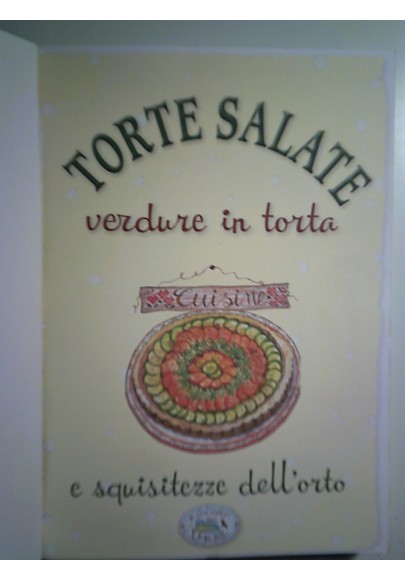 TORTE SALATE
verdure in torta
Cuisine
e squisitezze dell'orto